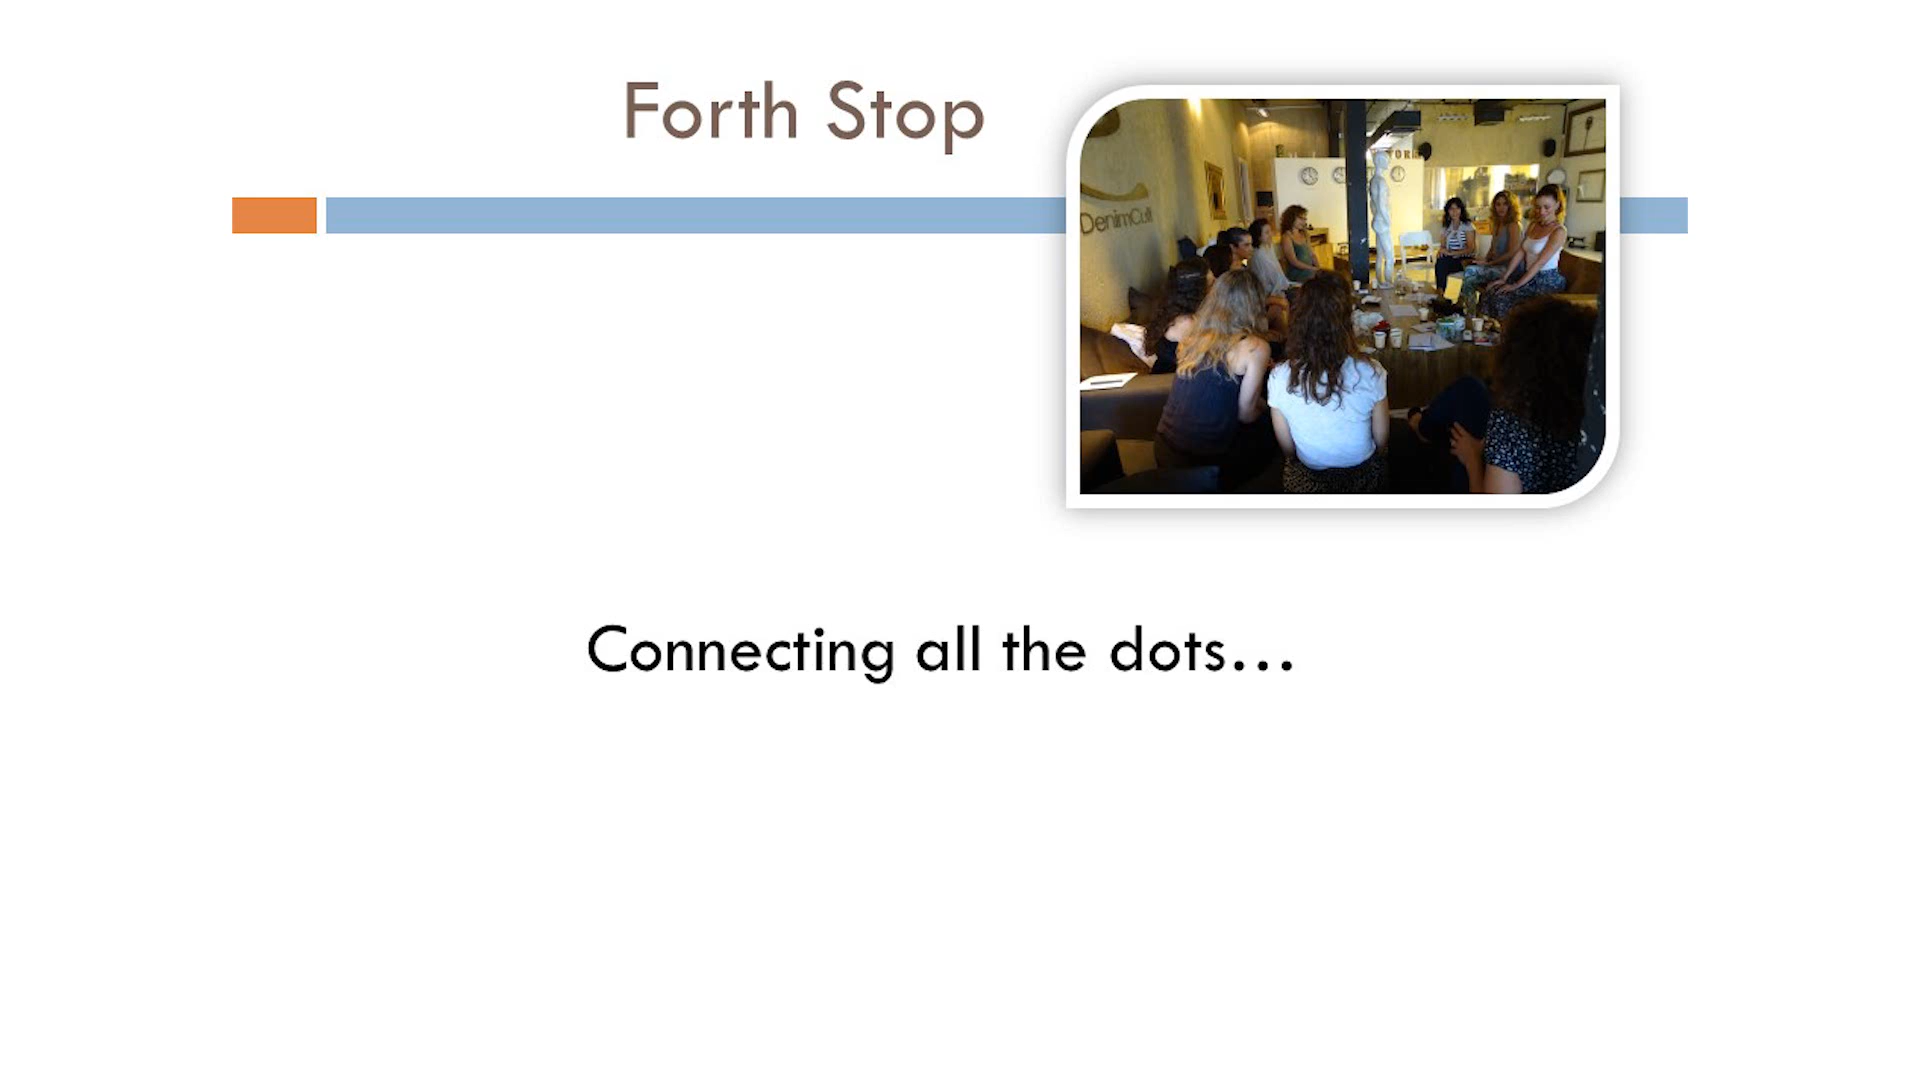 Forth Stop
DenimCult
Connecting all the dots…